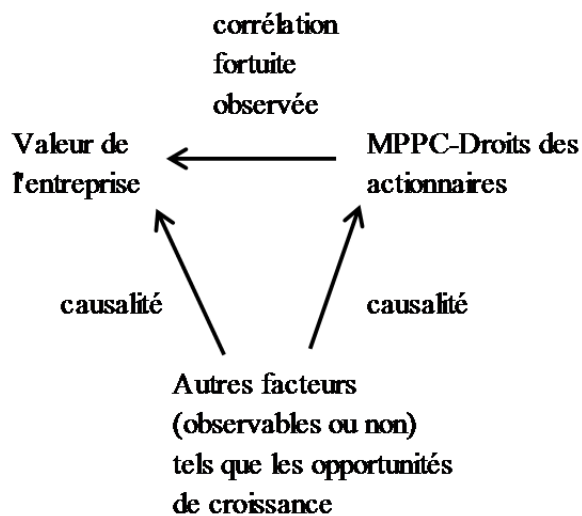 corrélation
fortuite
observée
Valeur de
l'entreprise
MPPC-Droits des
actionnaires
causalité
causalité
Autres facteurs
(observables ou non)
tels que les opportunités
de croissance